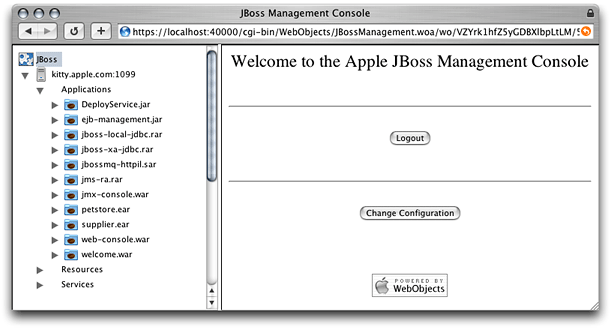 JBoss Management Console
https://localhost:40000/cgi-bin/WebObjects/JBossManagement.woa/wo/VZYrk1hfZ5yGDBXlbpLtLM/
JBoss
kitty.apple.com:1099
Applications
DeployService.jar
ejb-management.jar
jboss-local-jdbc.rar
jboss-xa-jdbc.rar
jbossmq-httpil.sar
jms-ra.rar
jmx-console.war
petstore.ear
supplier.ear
web-console.war
welcome.war
Resources
Services
Welcome to the Apple JBoss Management Console
Logout
Change Configuration
POWERED BY
WebObjects